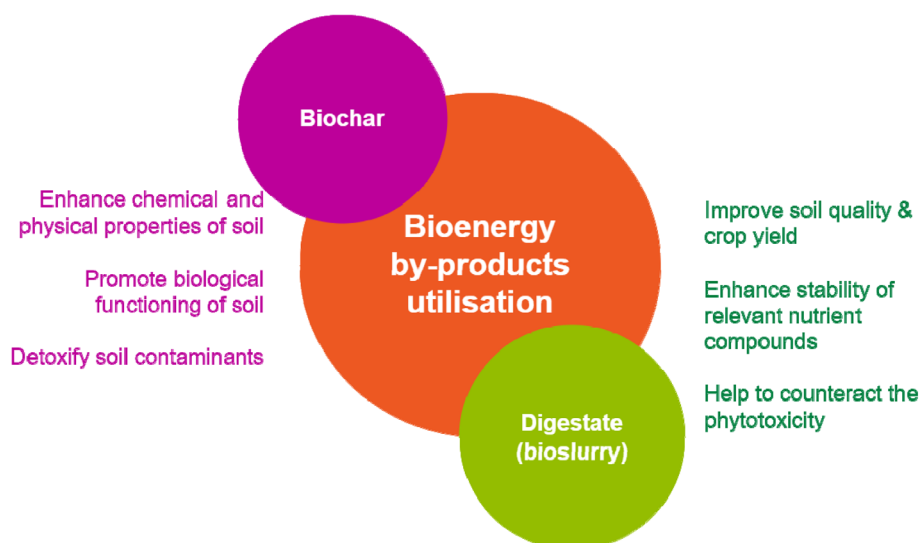 Biochar
Enhance chemical and
physical properties of soil
Promote biological
functioning of soil
Detoxify soil contaminants
Bioenergy
by-products
utilisation
Improve soil quality &
crop yield
Enhance stability of
relevant nutrient
compounds
Help to counteract the
phytotoxicity
Digestate
(bioslurry)